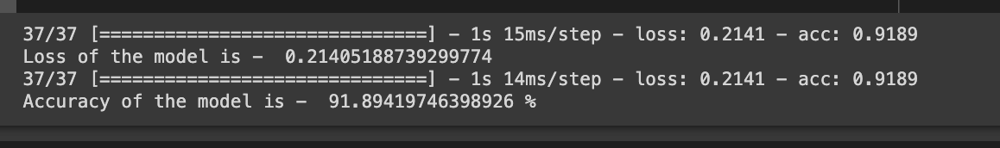 37/37 [==============================] - 1s 15ms/step - loss: 0.2141 - acc: 0.9189
Loss of the model is -  0.21405188739299774
37/37 [==============================] - 1s 14ms/step - loss: 0.2141 - acc: 0.9189
Accuracy of the model is -  91.89419746398926 %